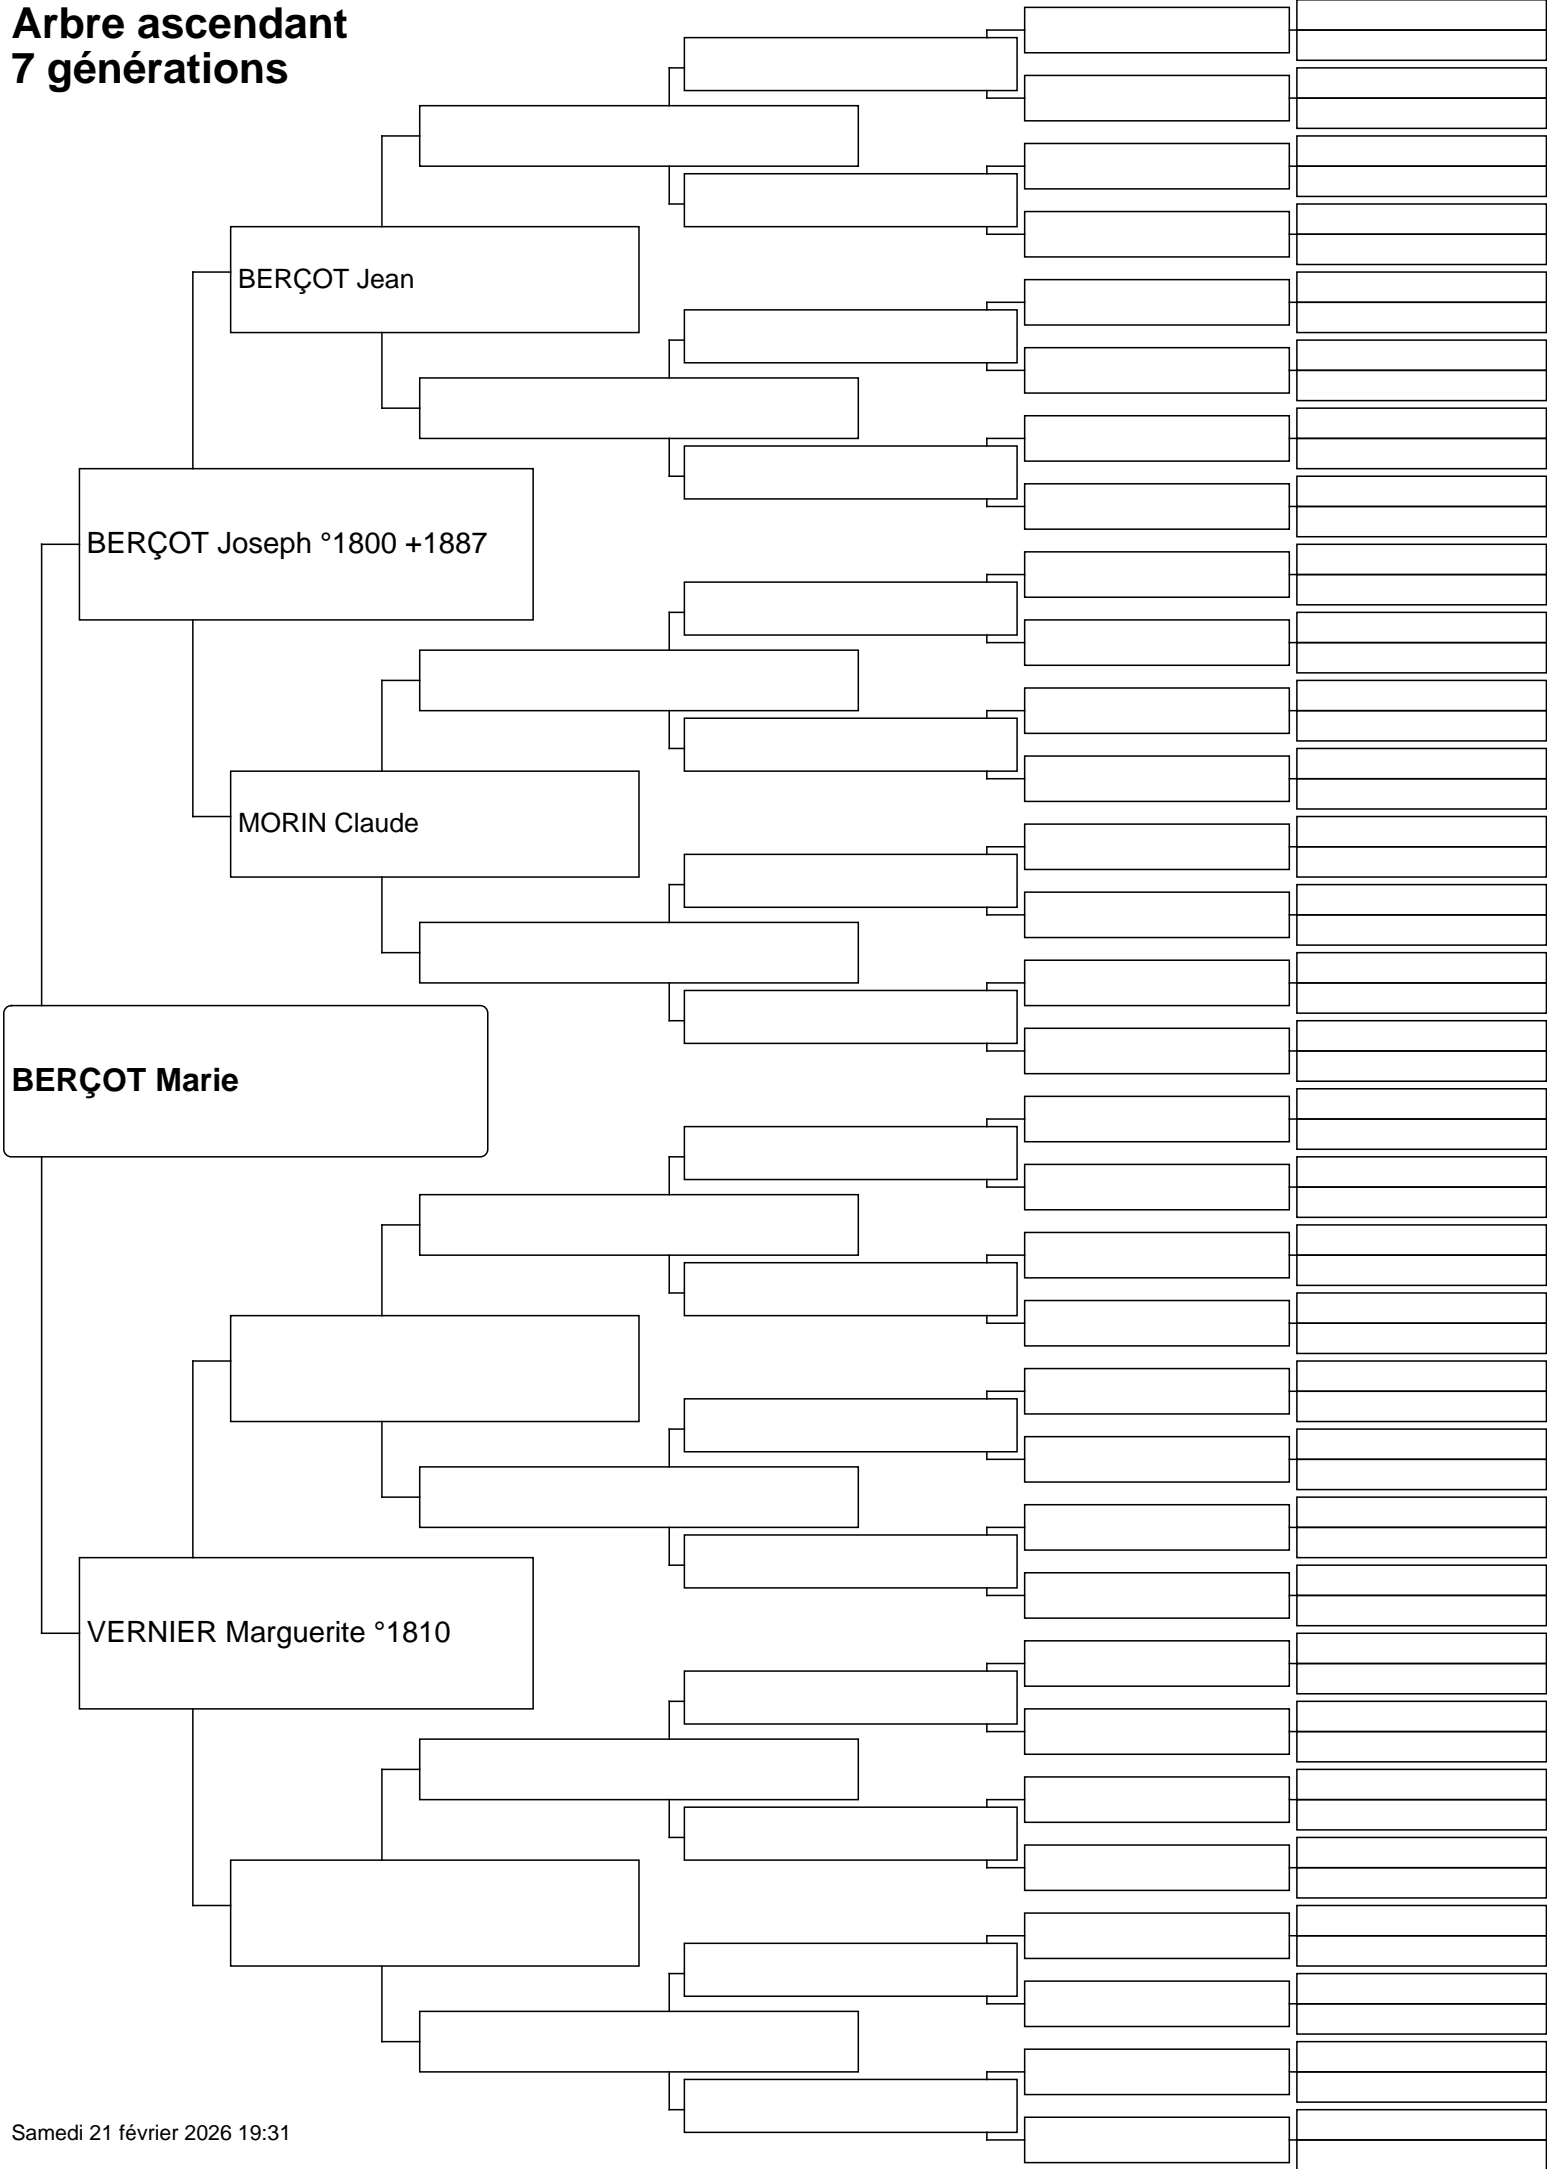 Arbre ascendant
7 générations
BERÇOT Jean
BERÇOT Joseph °1800 +1887
MORIN Claude
BERÇOT Marie
VERNIER Marguerite °1810
Samedi 21 février 2026 19:31